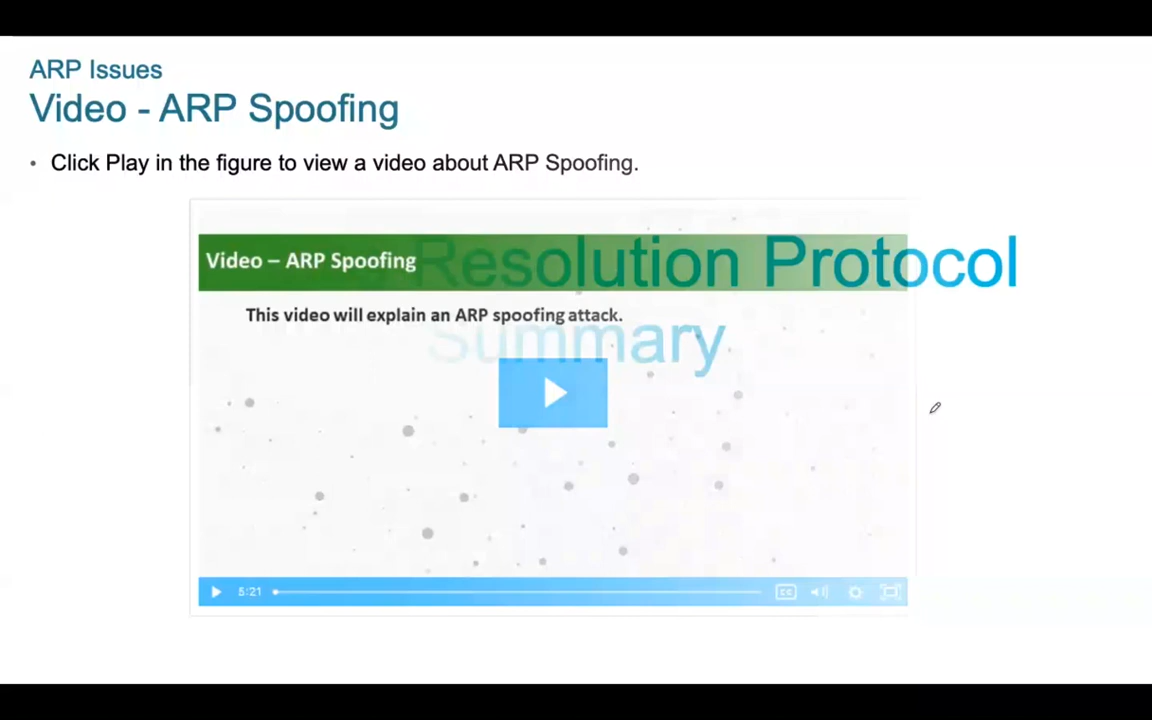 ARP Issues
Video - ARP Spoofing
• Click Play in the figure to view a video about ARP Spoofing.
Resolution Protocol
Video – ARP Spoofing
This video will explain an ARP spoofing attack.
Summary
5:21
CC